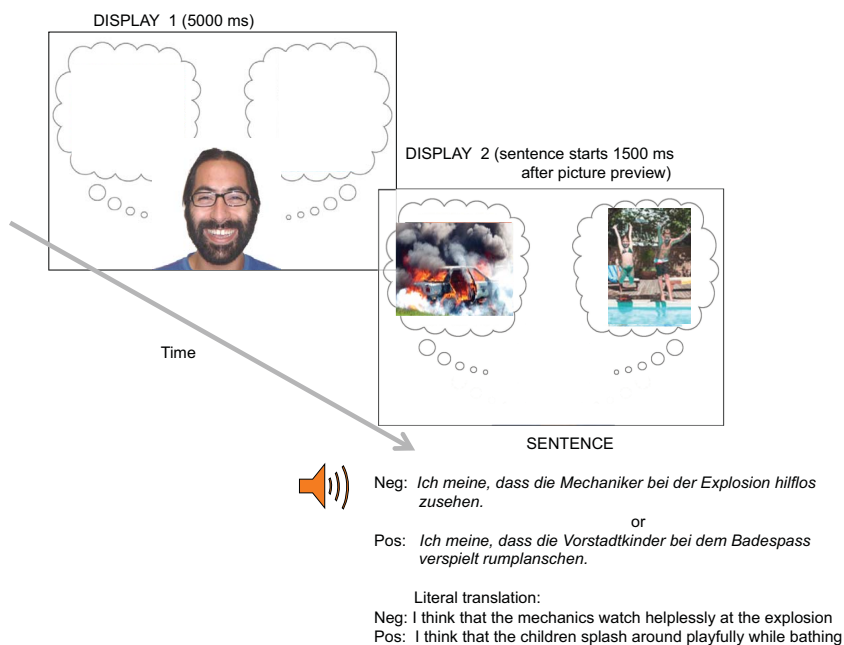 DISPLAY 1 (5000 ms)
DISPLAY 2 (sentence starts 1500 ms
after picture preview)
Time
SENTENCE
Neg: Ich meine, dass die Mechaniker bei der Explosion hilflos
zusehen.
or
Pos: Ich meine, dass die Vorstadtkinder bei dem Badespass
verspielt rumplanschen.
Literal translation:
Neg: I think that the mechanics watch helplessly at the explosion
Pos: I think that the children splash around playfully while bathing